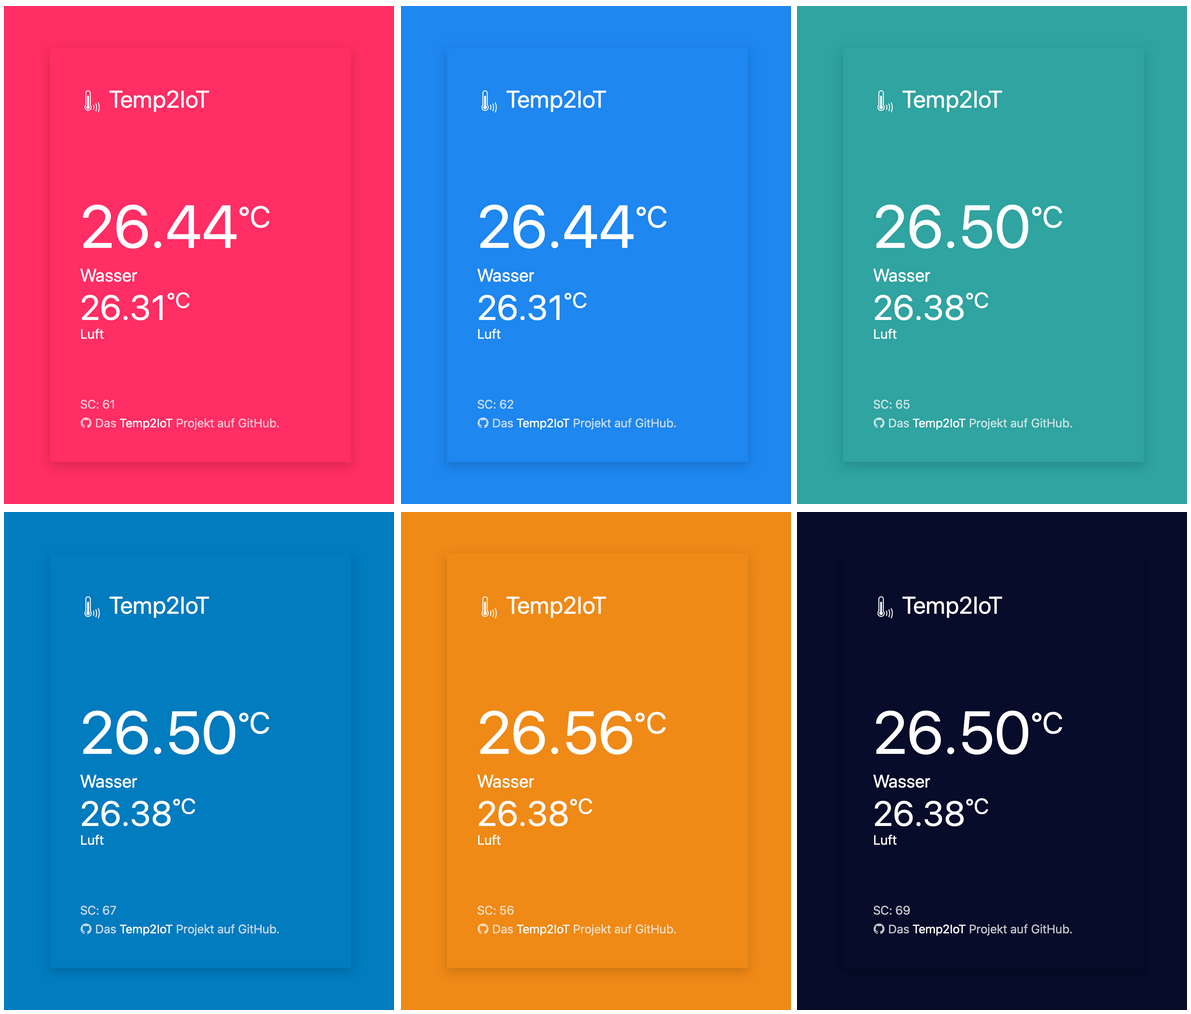 Temp2IoT
26.44°C
Wasser
26.31°C
Luft
SC: 61
Das Temp2IoT Projekt auf GitHub.
Temp2IoT
26.44°C
Wasser
26.31°C
Luft
SC: 62
Das Temp2IoT Projekt auf GitHub.
Temp2IoT
26.50°C
Wasser
26.38°C
Luft
SC: 65
Das Temp2IoT Projekt auf GitHub.
Temp2IoT
26.50°C
Wasser
26.38°C
Luft
SC: 67
Das Temp2IoT Projekt auf GitHub.
Temp2IoT
26.56°C
Wasser
26.38°C
Luft
SC: 56
Das Temp2IoT Projekt auf GitHub.
Temp2IoT
26.50°C
Wasser
26.38°C
Luft
SC: 69
Das Temp2IoT Projekt auf GitHub.